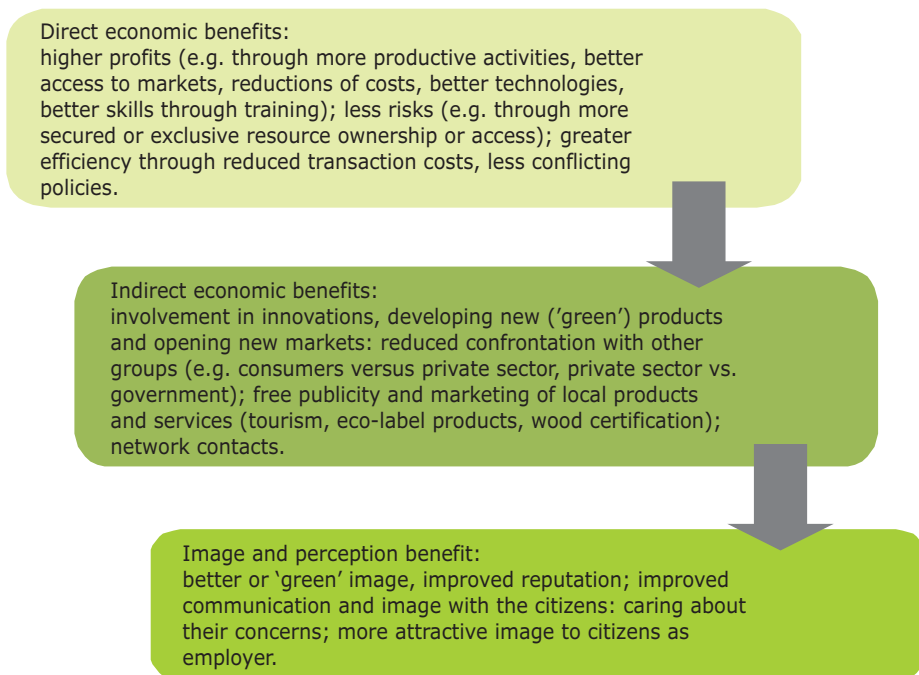 Direct economic benefits:
higher profits (e.g. through more productive activities, better
access to markets, reductions of costs, better technologies,
better skills through training); less risks (e.g. through more
secured or exclusive resource ownership or access); greater
efficiency through reduced transaction costs, less conflicting
policies.
Indirect economic benefits:
involvement in innovations, developing new (’green’) products
and opening new markets: reduced confrontation with other
groups (e.g. consumers versus private sector, private sector vs.
government); free publicity and marketing of local products
and services (tourism, eco-label products, wood certification);
network contacts.
Image and perception benefit:
better or ‘green’ image, improved reputation; improved
communication and image with the citizens: caring about
their concerns; more attractive image to citizens as
employer.